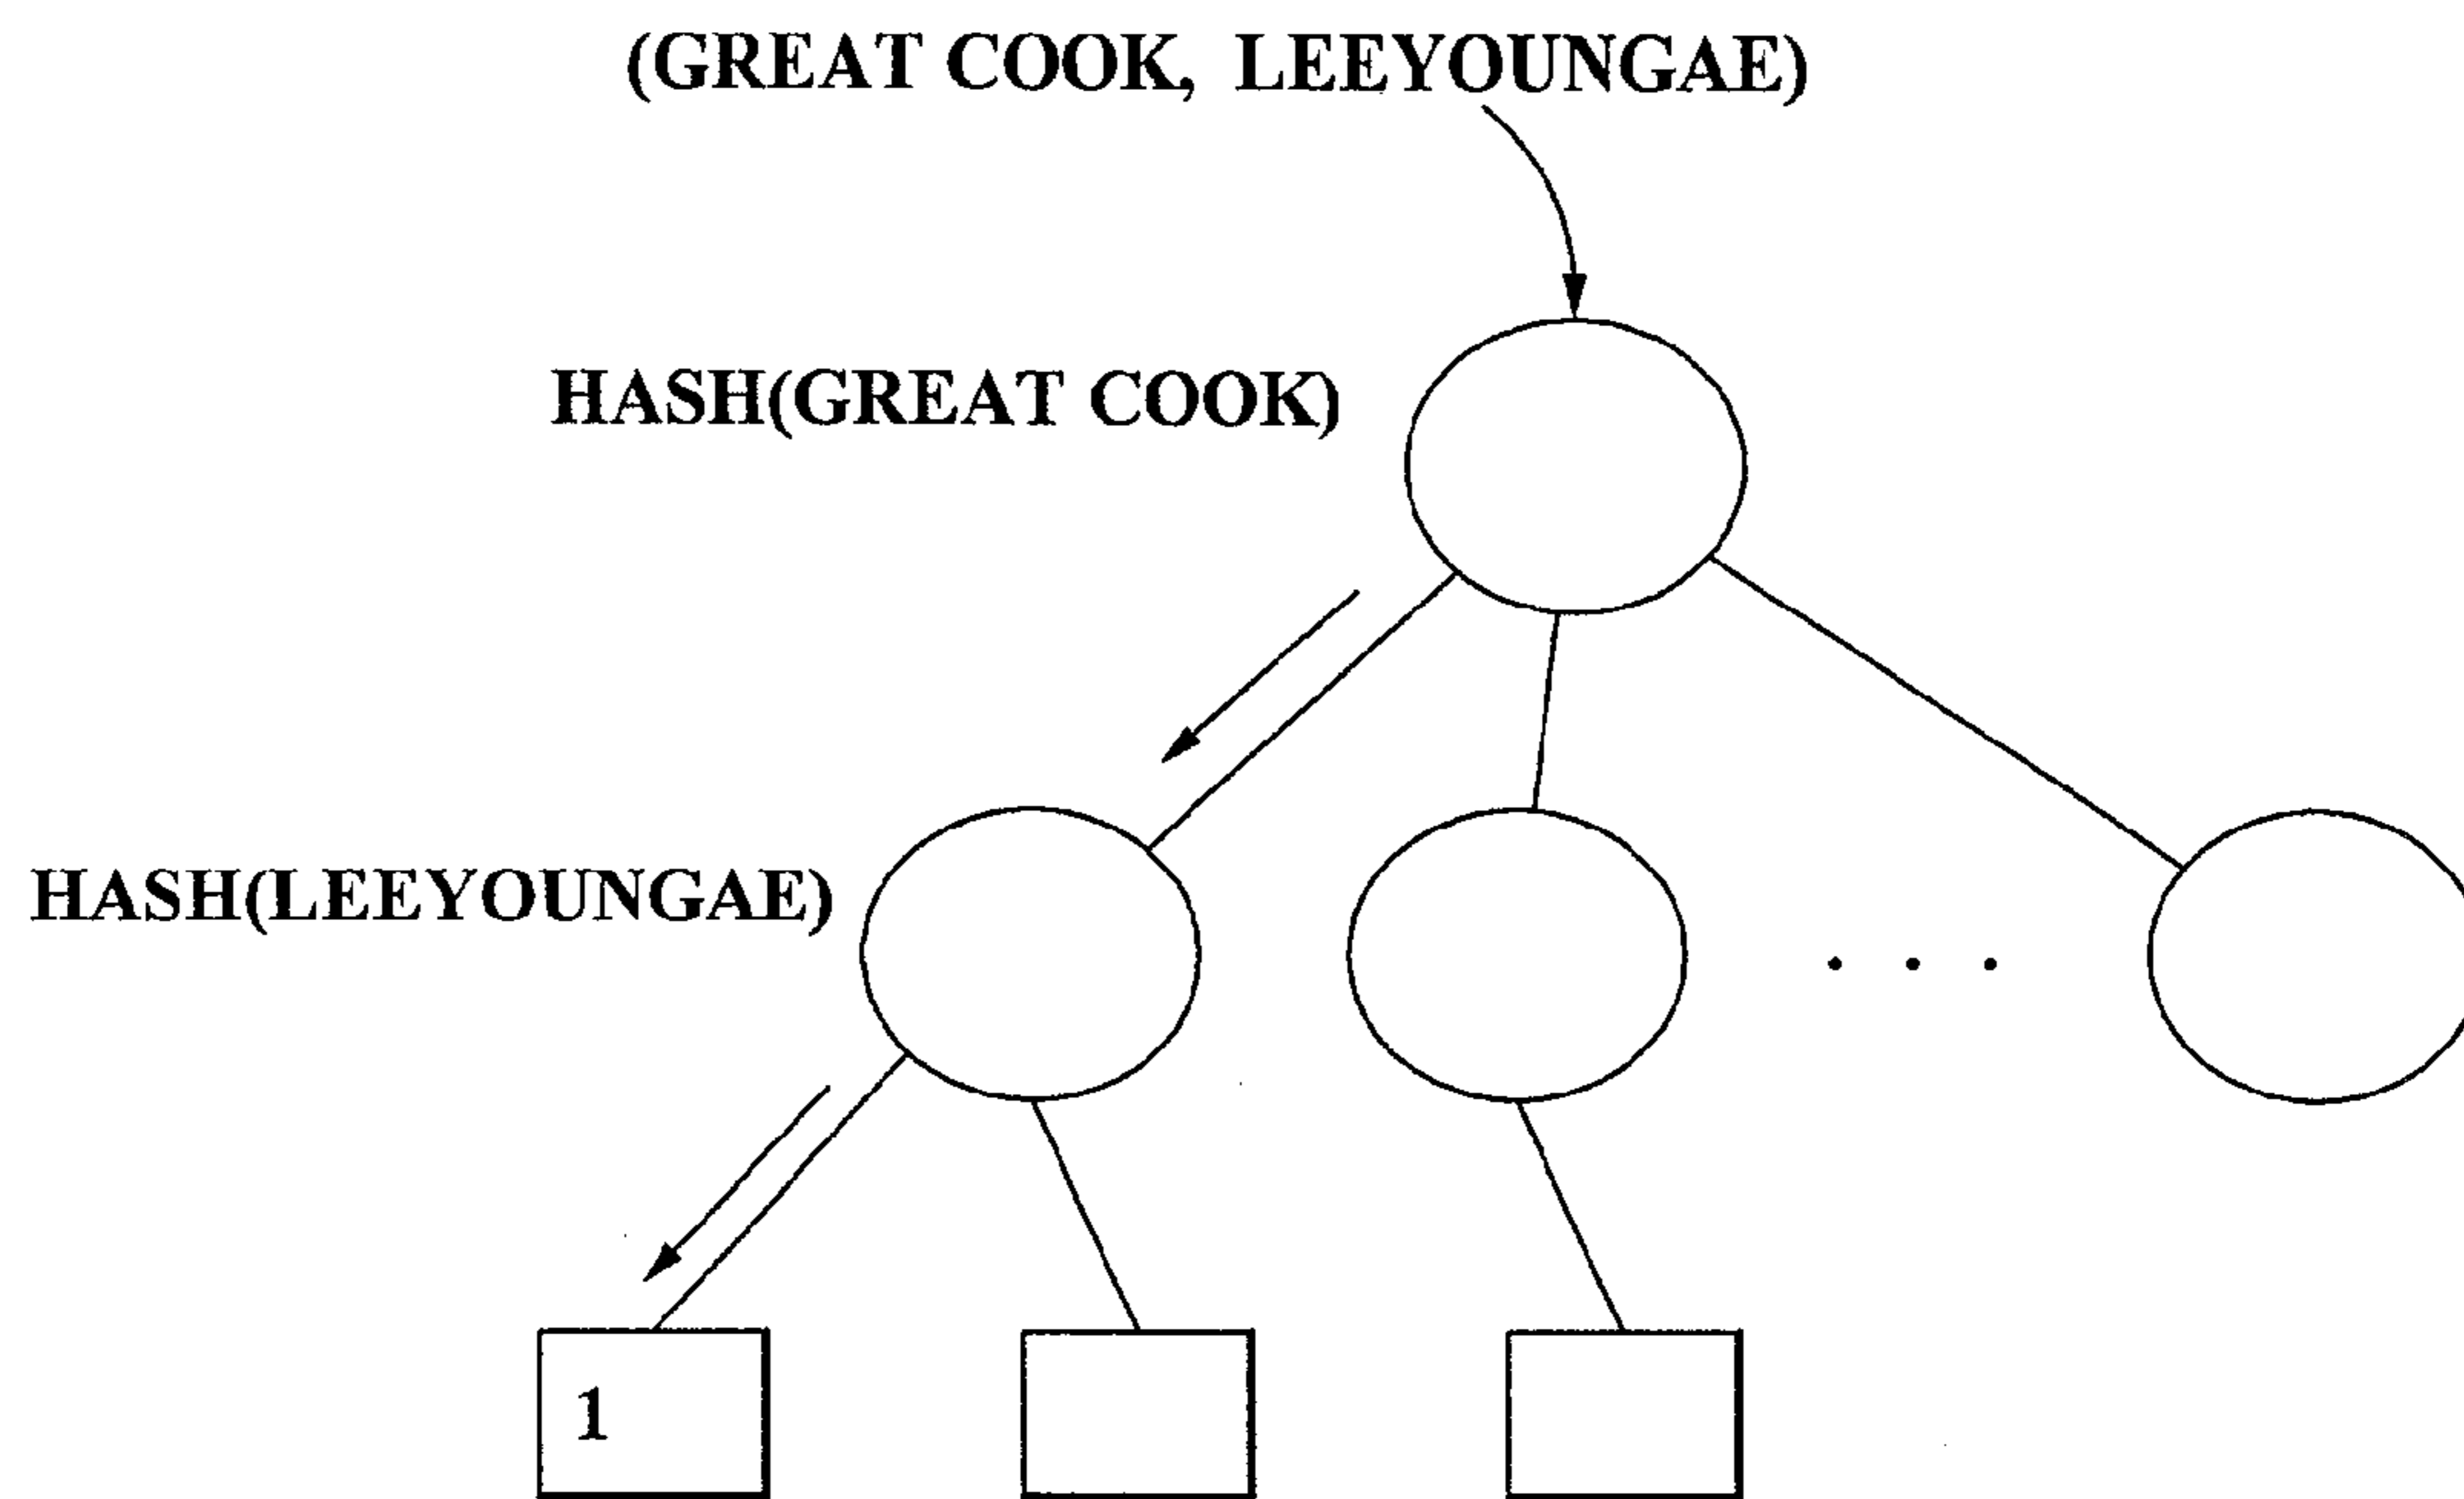 (GREAT COOK, LEEYOUNGAE)
HASH(GREAT COOK)
HASH(LEEYOUNGAE)
. . .
1